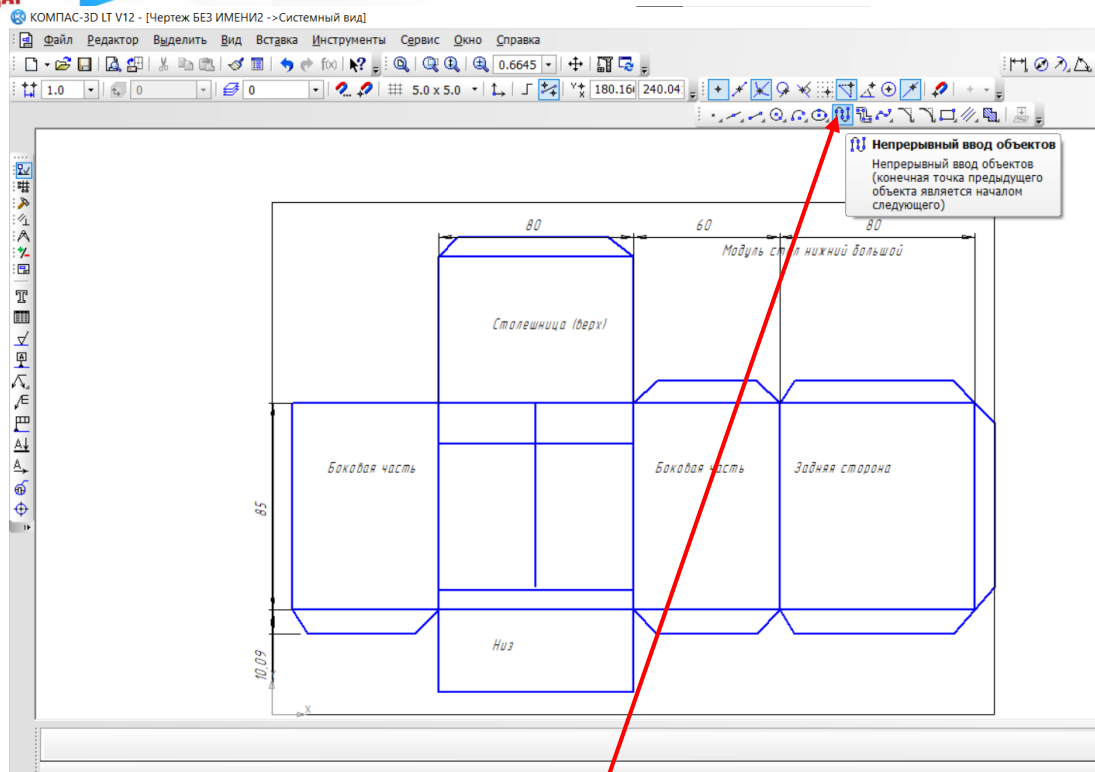 КОМПАС-3D LT V12 - [Чертеж БЕЗ ИМЕНИ2 ->Системный вид]
Файл Редактор Выделить Вид Вставка Инструменты Сервис Окно Справка
f(x) 0.6645
1.0 0 0 5.0 x 5.0 180.16 240.04
Непрерывный ввод объектов
Непрерывный ввод объектов
(конечная точка предыдущего
объекта является началом
следующего)
80 60 80
Модуль стол нижний большой
Столешница (верх)
Боковая часть Боковая часть Задняя сторона
85
Низ
10,09
X